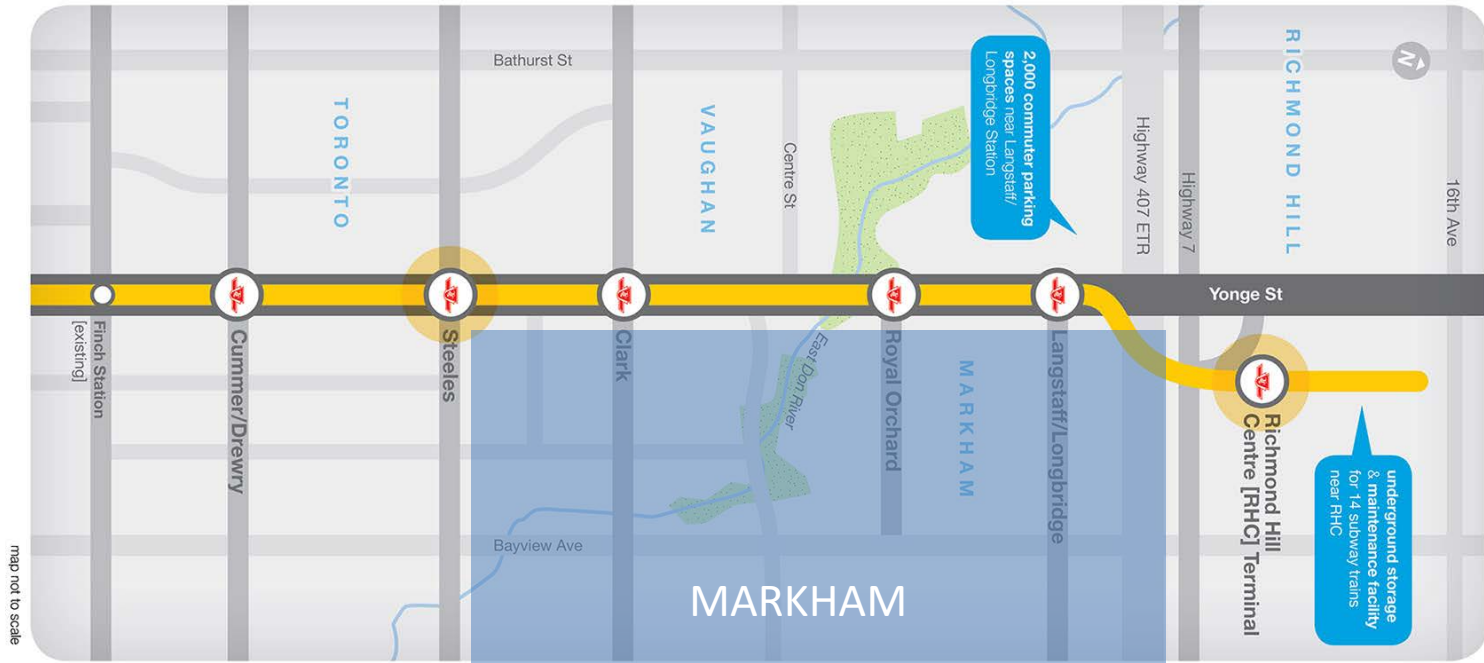 Bathurst St
TORONTO
VAUGHAN
Centre St
2,000 commuter parking
spaces near Langstaff/
Longbridge Station
Highway 407 ETR
Highway 7
RICHMOND HILL
N
16th Ave
Yonge St
Finch Station
[existing]
Cummer/Drewry
Steeles
Clark
East Don River
Royal Orchard
MARKHAM
Langstaff/Longbridge
Richmond Hill
Centre [RHC] Terminal
underground storage
& maintenance facility
for 14 subway trains
near RHC
Bayview Ave
MARKHAM
map not to scale